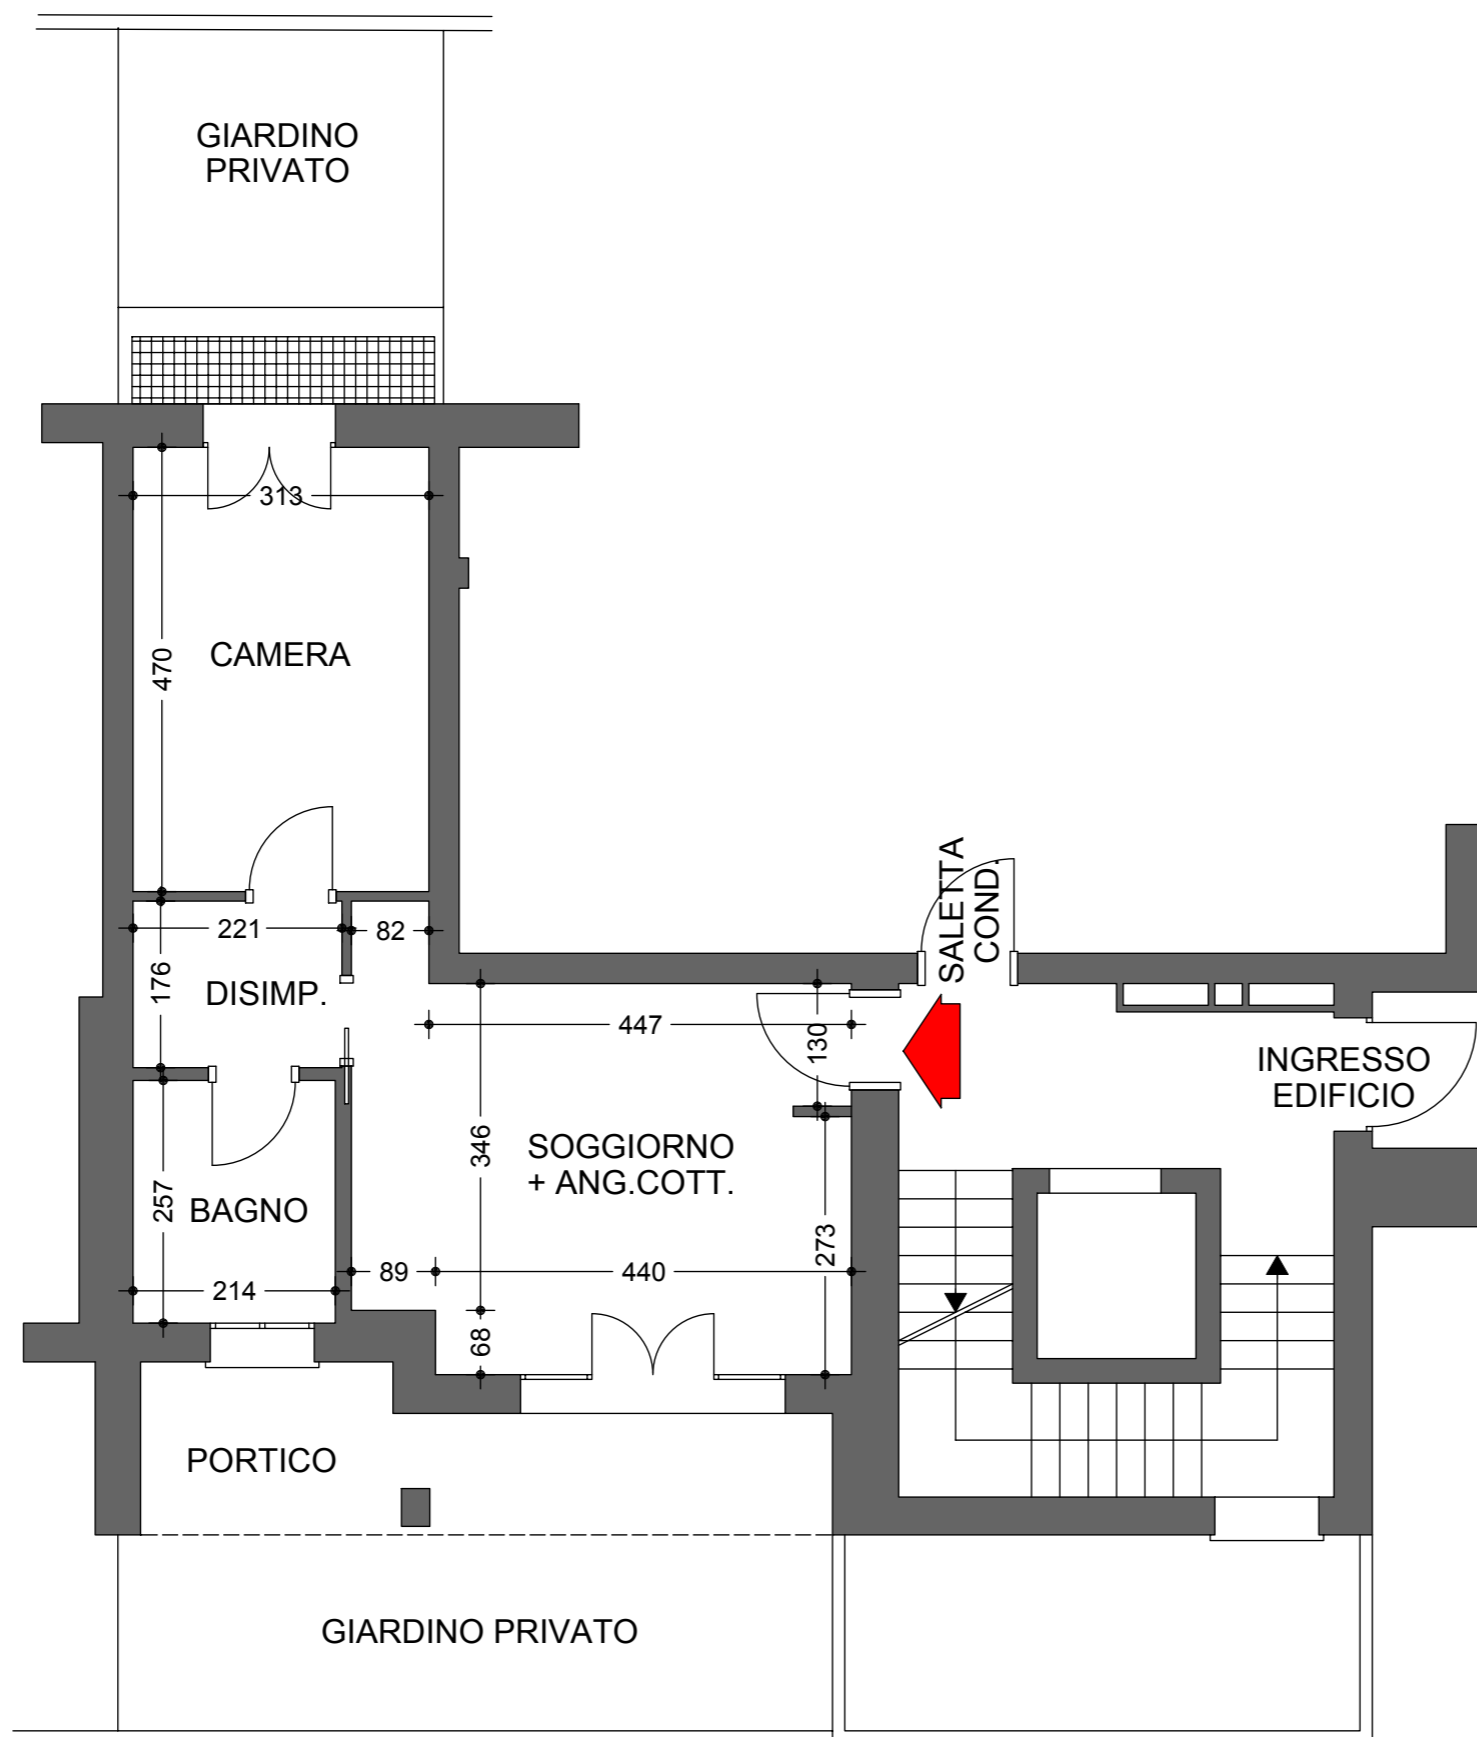 GIARDINO
PRIVATO
313
CAMERA
470
SALETTA
COND.
221
82
176
DISIMP.
447
130
INGRESSO
EDIFICIO
346
SOGGIORNO
+ ANG.COTT.
257
BAGNO
273
89
440
214
68
PORTICO
GIARDINO PRIVATO